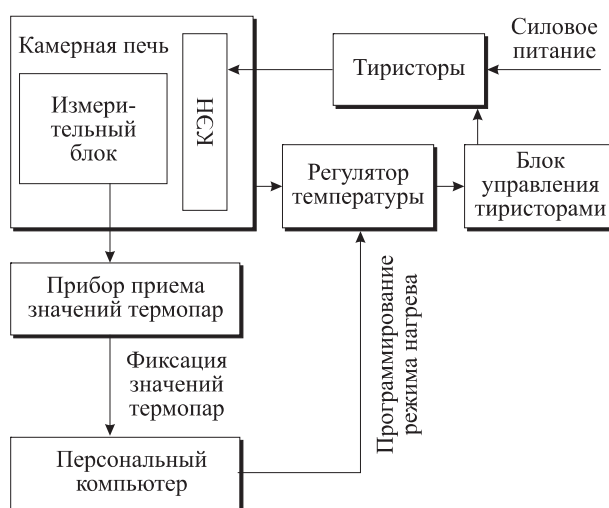 Камерная печь
Измери-
тельный
блок
КЭН
Тиристоры
Силовое
питание
Регулятор
температуры
Блок
управления
тиристорами
Прибор приема
значений термопар
Фиксация
значений
термопар
Программирование
режима нагрева
Персональный
компьютер